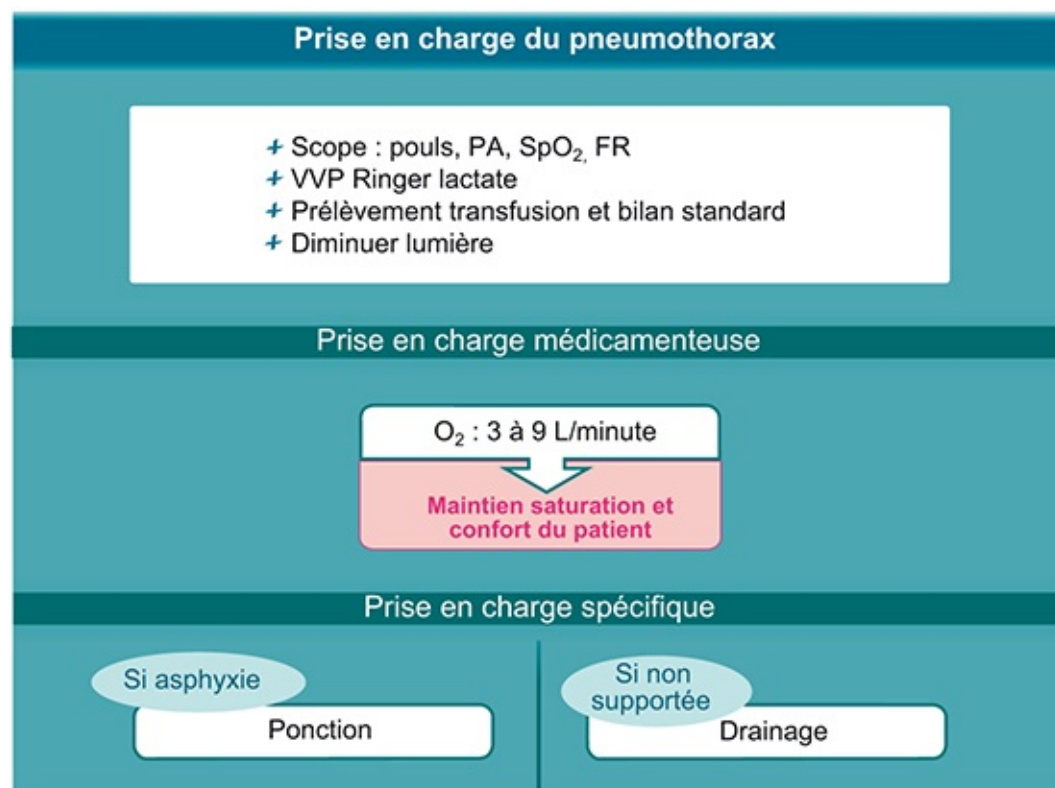 Prise en charge du pneumothorax
+ Scope : pouls, PA, SpO₂, FR
+ VVP Ringer lactate
+ Prélèvement transfusion et bilan standard
+ Diminuer lumière
Prise en charge médicamenteuse
O₂ : 3 à 9 L/minute
Maintien saturation et
confort du patient
Prise en charge spécifique
Si asphyxie
Ponction
Si non
supportée
Drainage